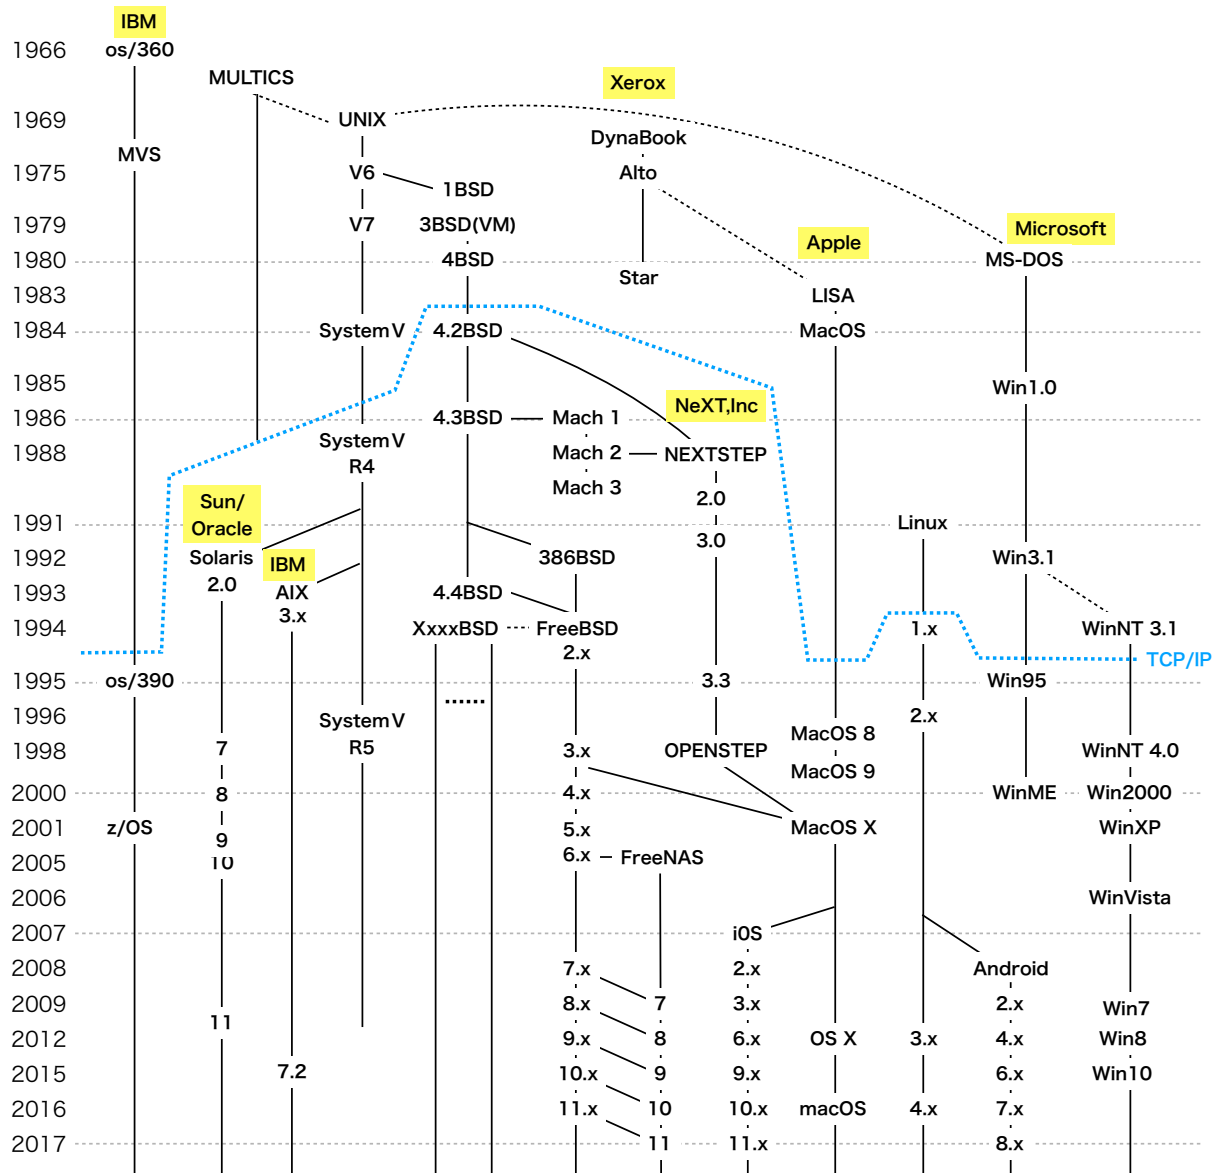 IBM
1966 os/360
MULTICS
Xerox
1969 UNIX
DynaBook
MVS
1975 V6 Alto
1BSD
1979 V7 3BSD(VM)
Microsoft
Apple
1980 4BSD MS-DOS
Star
1983 LISA
1984 System V 4.2BSD MacOS
1985 Win1.0
NeXT,Inc
1986 4.3BSD Mach 1
System V
1988 Mach 2 NEXTSTEP
R4
Mach 3
2.0
Sun/
Oracle
1991 Linux
3.0
1992 Solaris 386BSD Win3.1
IBM
2.0
1993 AIX 4.4BSD
3.x
1994 XxxxBSD FreeBSD 1.x WinNT 3.1
2.x
TCP/IP
1995 os/390 3.3 Win95
1996 2.x
System V
MacOS 8
1998 7 R5 3.x OPENSTEP WinNT 4.0
MacOS 9
2000 8 4.x WinME Win2000
2001 z/OS 5.x MacOS X WinXP
9
2005 10 6.x FreeNAS
2006 WinVista
2007 i0S
2008 7.x 2.x Android
2009 8.x 7 3.x 2.x Win7
11
2012 9.x 8 6.x OS X 3.x 4.x Win8
2015 7.2 10.x 9 9.x 6.x Win10
2016 11.x 10 10.x macOS 4.x 7.x
2017 11 11.x 8.x